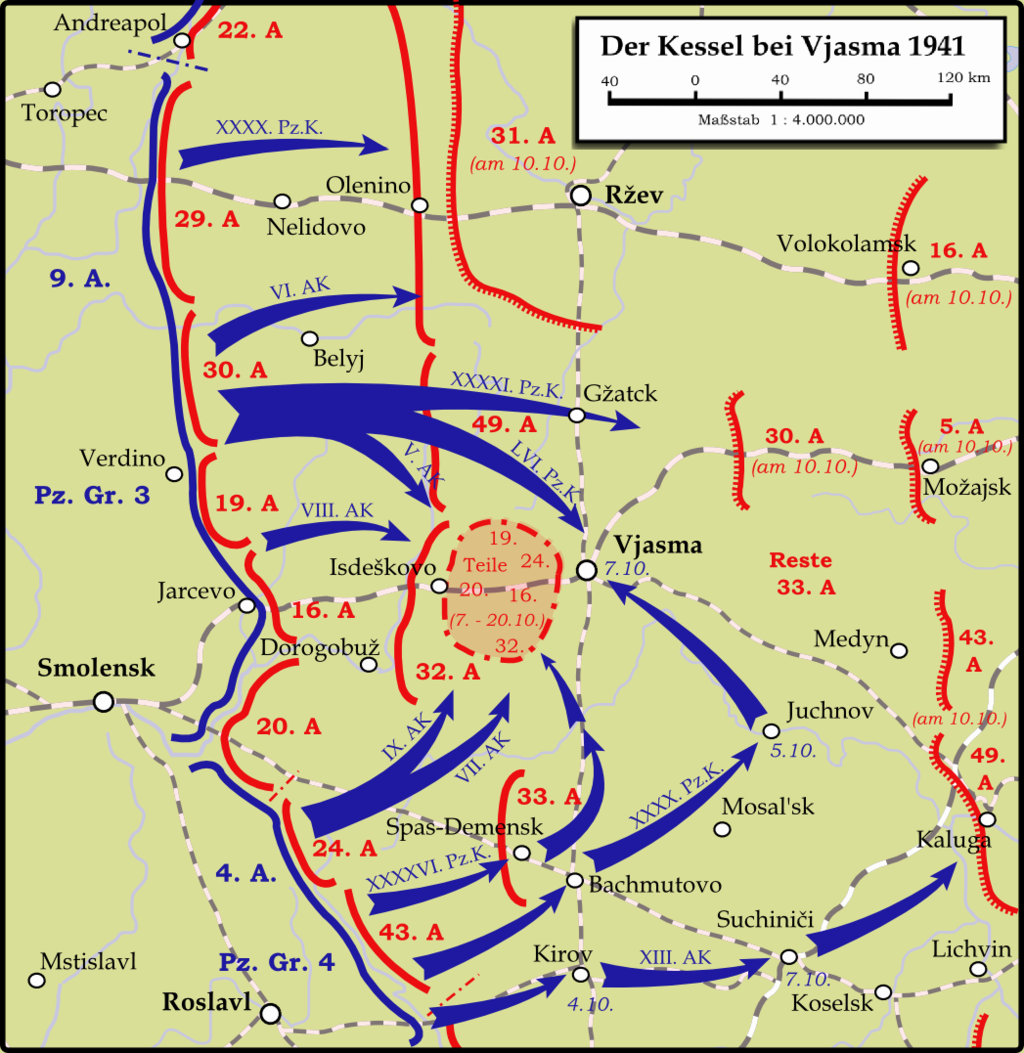 Andreapol
22. A
Der Kessel bei Vjasma 1941
40 0 40 80 120 km
Maßstab 1 : 4.000.000
Toropec
XXXX. Pz.K.
31. A
(am 10.10.)
Olenino
Ržev
29. A
Nelidovo
Volokolamsk
16. A
(am 10.10.)
9. A.
VI. AK
Belyj
30. A
XXXXI. Pz.K.
Gžatck
49. A
30. A
(am 10.10.)
5. A
(am 10.10.)
Možajsk
Verdino
V. AK
LVI. Pz.K.
Pz. Gr. 3
19. A
VIII. AK
19.
Teile
24.
20.
16.
(7. - 20.10.)
32.
Vjasma
7.10.
Isdeškovo
Reste
33. A
Jarcevo
16. A
Dorogobuž
32. A
Medyn
43.
A
(am 10.10.)
Smolensk
20. A
IX. AK
VII. AK
Juchnov
5.10.
49.
A
33. A
XXXX. Pz.K.
Mosal'sk
Spas-Demensk
Kaluga
24. A
XXXXVI. Pz.K.
4. A.
Bachmutovo
43. A
Suchiniči
7.10.
Mstislavl
Pz. Gr. 4
Kirov
4.10.
XIII. AK
Lichvin
Roslavl
Koselsk